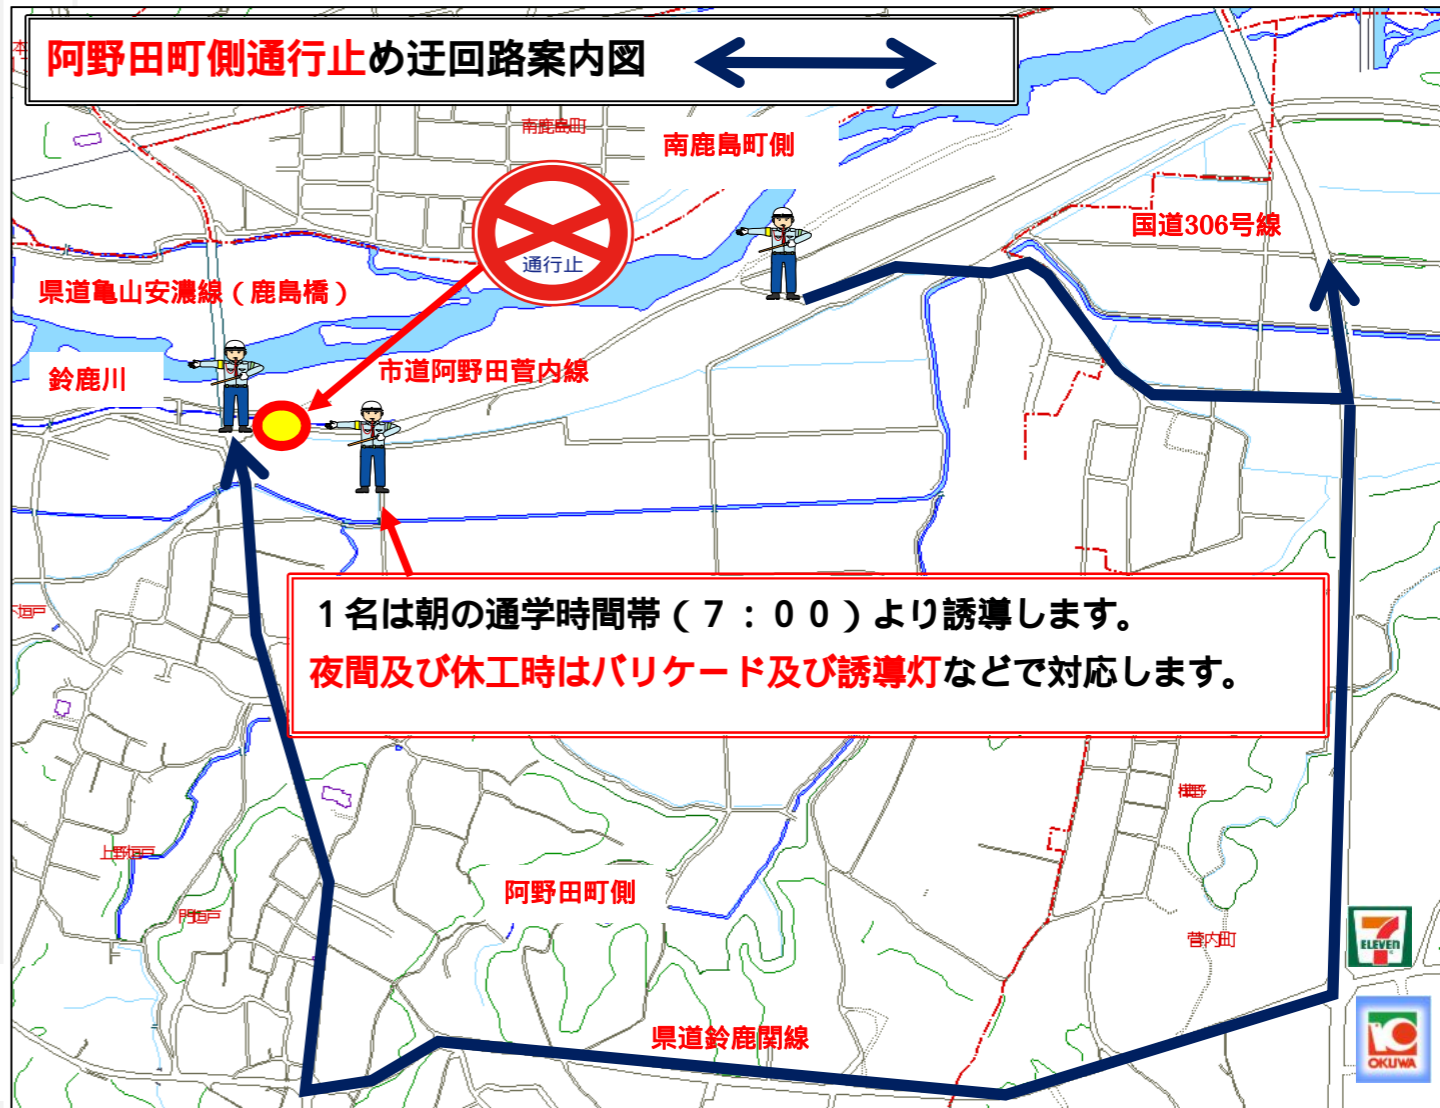 阿野田町側通行止め迂回路案内図
南鹿島町
南鹿島町側
国道306号線
通行止
県道亀山安濃線（鹿島橋）
鈴鹿川
市道阿野田菅内線
1名は朝の通学時間帯（7：00）より誘導します。
夜間及び休工時はバリケード及び誘導灯などで対応します。
上野垣戸
阿野田町側
門垣戸
菅内町
7
ELEVEN
県道鈴鹿関線
OKUWA